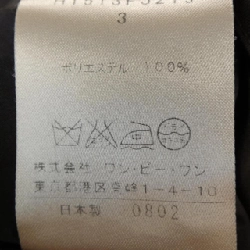 3
ポリエステル 100%
株式会社 ワン・ピー・ワン
東京都港区高輪1-4-10
日本製 0802